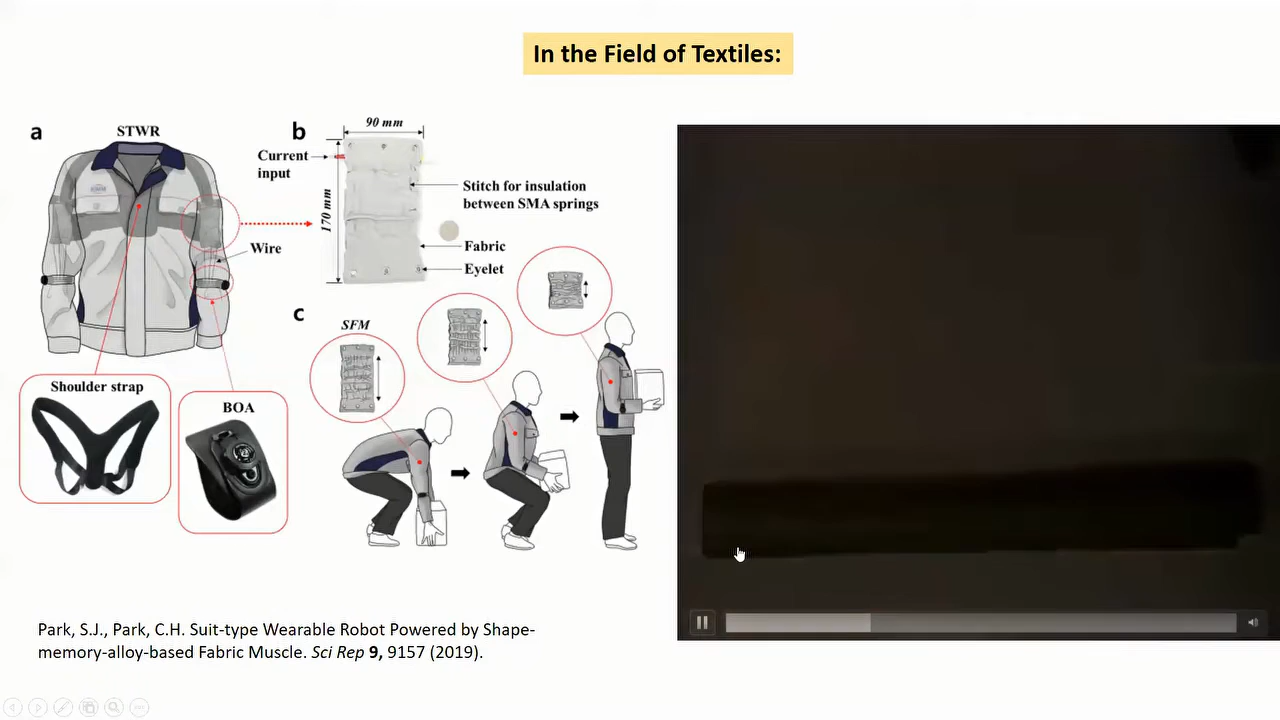 In the Field of Textiles:
a
STWR
Wire
Shoulder strap
BOA
b
90 mm
170 mm
Current
input
Stitch for insulation
between SMA springs
Fabric
Eyelet
c
SFM
Park, S.J., Park, C.H. Suit-type Wearable Robot Powered by Shape-
memory-alloy-based Fabric Muscle. Sci Rep 9, 9157 (2019).